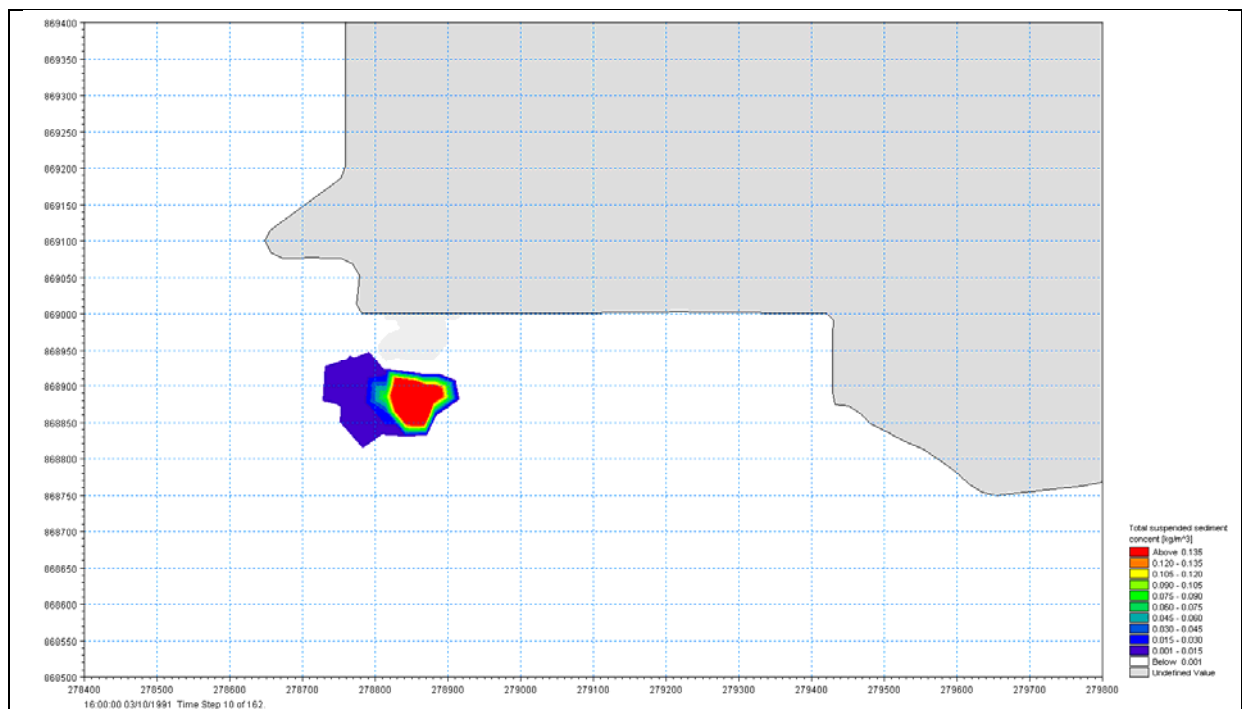 869400
869350
869300
869250
869200
869150
869100
869050
869000
868950
868900
868850
868800
868750
868700
868650
868600
868550
868500
278400 278500 278600 278700 278800 278900 279000 279100 279200 279300 279400 279500 279600 279700 279800
16:00:00 03/10/1991 Time Step 10 of 162.
Total suspended sediment
concent [kg/m^3]
Above 0.135
0.120 - 0.135
0.105 - 0.120
0.090 - 0.105
0.075 - 0.090
0.060 - 0.075
0.045 - 0.060
0.030 - 0.045
0.015 - 0.030
0.001 - 0.015
Below 0.001
Undefined Value